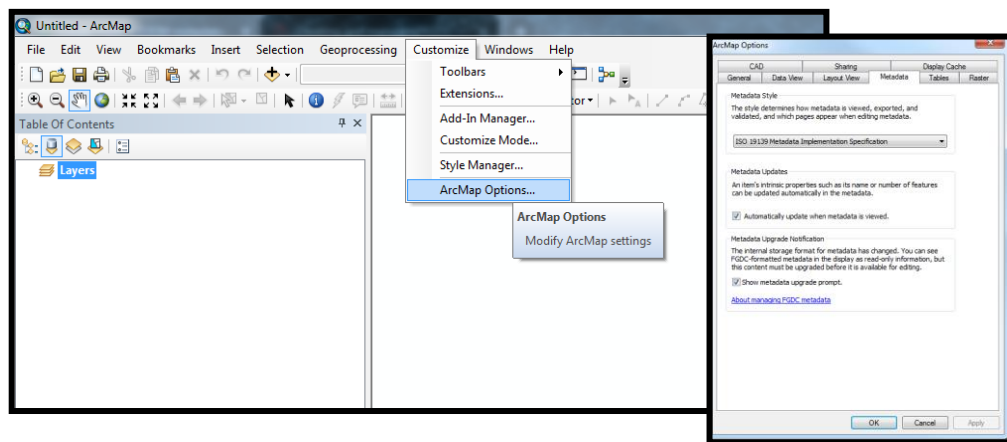 Untitled - ArcMap
File Edit View Bookmarks Insert Selection Geoprocessing Customize Windows Help
Toolbars
Extensions...
Add-In Manager...
Customize Mode...
Style Manager...
ArcMap Options...
ArcMap Options
Modify ArcMap settings
Table Of Contents
Layers
ArcMap Options
CAD Sharing Display Cache
General Data View Layout View Metadata Tables Raster
Metadata Style
The style determines how metadata is viewed, exported, and
validated, and which pages appear when editing metadata.
ISO 19139 Metadata Implementation Specification
Metadata Updates
An item's intrinsic properties such as its name or number of features
can be updated automatically in the metadata.
Automatically update when metadata is viewed.
Metadata Upgrade Notification
The internal storage format for metadata has changed. You can see
FGDC-formatted metadata in the display as read-only information, but
this content must be upgraded before it is available for editing.
Show metadata upgrade prompt.
About managing FGDC metadata
OK Cancel Apply